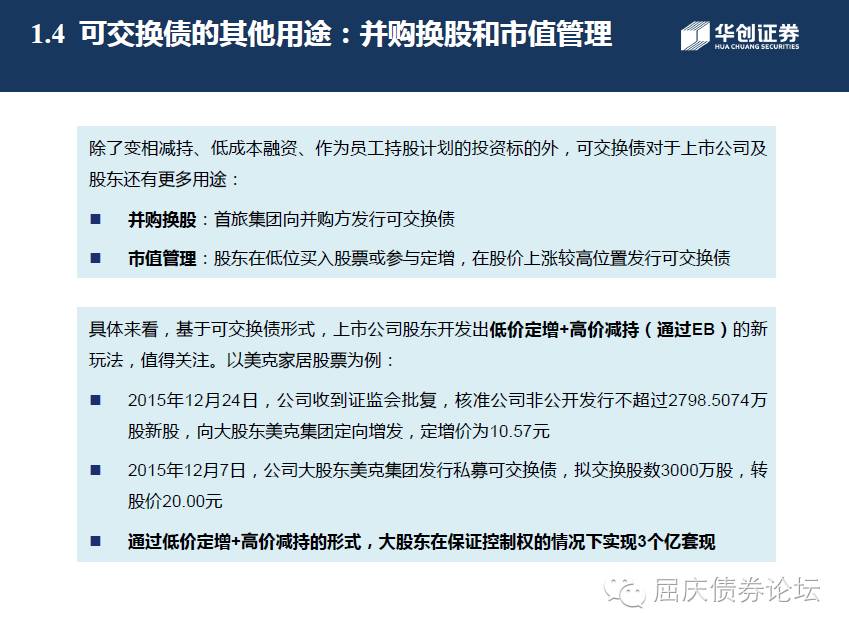 1.4 可交换债的其他用途：并购换股和市值管理
华创证券
HUA CHUANG SECURITIES
除了变相减持、低成本融资、作为员工持股计划的投资标的外，可交换债对于上市公司及
股东还有更多用途：
■ 并购换股：首旅集团向并购方发行可交换债
■ 市值管理：股东在低位买入股票或参与定增，在股价上涨较高位置发行可交换债
具体来看，基于可交换债形式，上市公司股东开发出低价定增+高价减持（通过EB）的新
玩法，值得关注。以美克家居股票为例：
■ 2015年12月24日，公司收到证监会批复，核准公司非公开发行不超过2798.5074万
股新股，向大股东美克集团定向增发，定增价为10.57元
■ 2015年12月7日，公司大股东美克集团发行私募可交换债，拟交换股数3000万股，转
股价20.00元
■ 通过低价定增+高价减持的形式，大股东在保证控制权的情况下实现3个亿套现
屈庆债券论坛